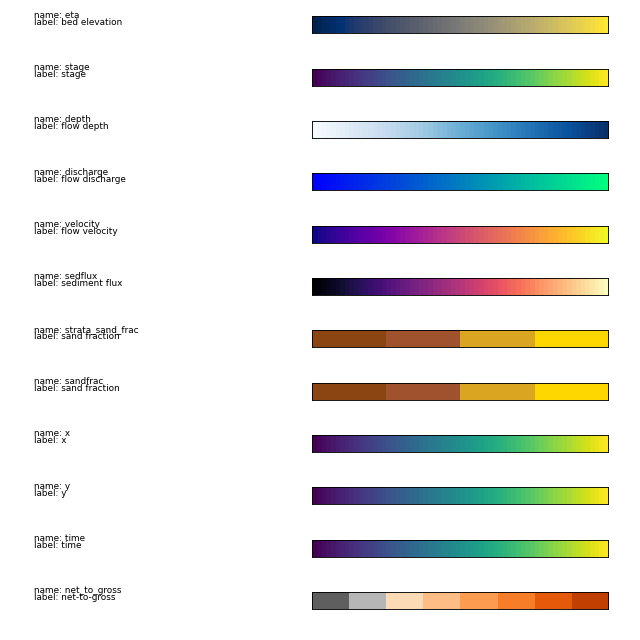 name: eta
label: bed elevation
name: stage
label: stage
name: depth
label: flow depth
name: discharge
label: flow discharge
name: velocity
label: flow velocity
name: sedflux
label: sediment flux
name: strata_sand_frac
label: sand fraction
name: sandfrac
label: sand fraction
name: x
label: x
name: y
label: y
name: time
label: time
name: net_to_gross
label: net-to-gross